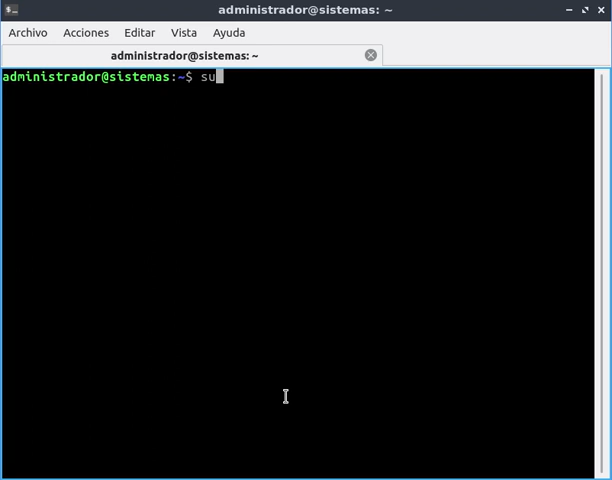 administrador@sistemas: ~
Archivo Acciones Editar Vista Ayuda
administrador@sistemas: ~
administrador@sistemas:~$ su